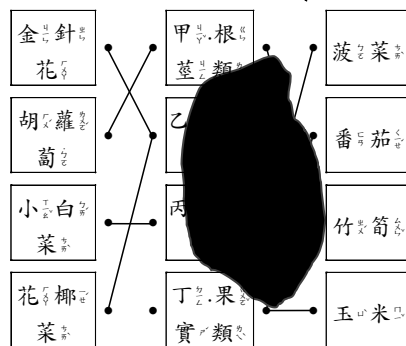 金針
花
甲.根
莖類
菠菜
胡蘿
蔔
乙
番茄
小白
菜
丙
竹筍
花椰
菜
丁.果
實類
玉米